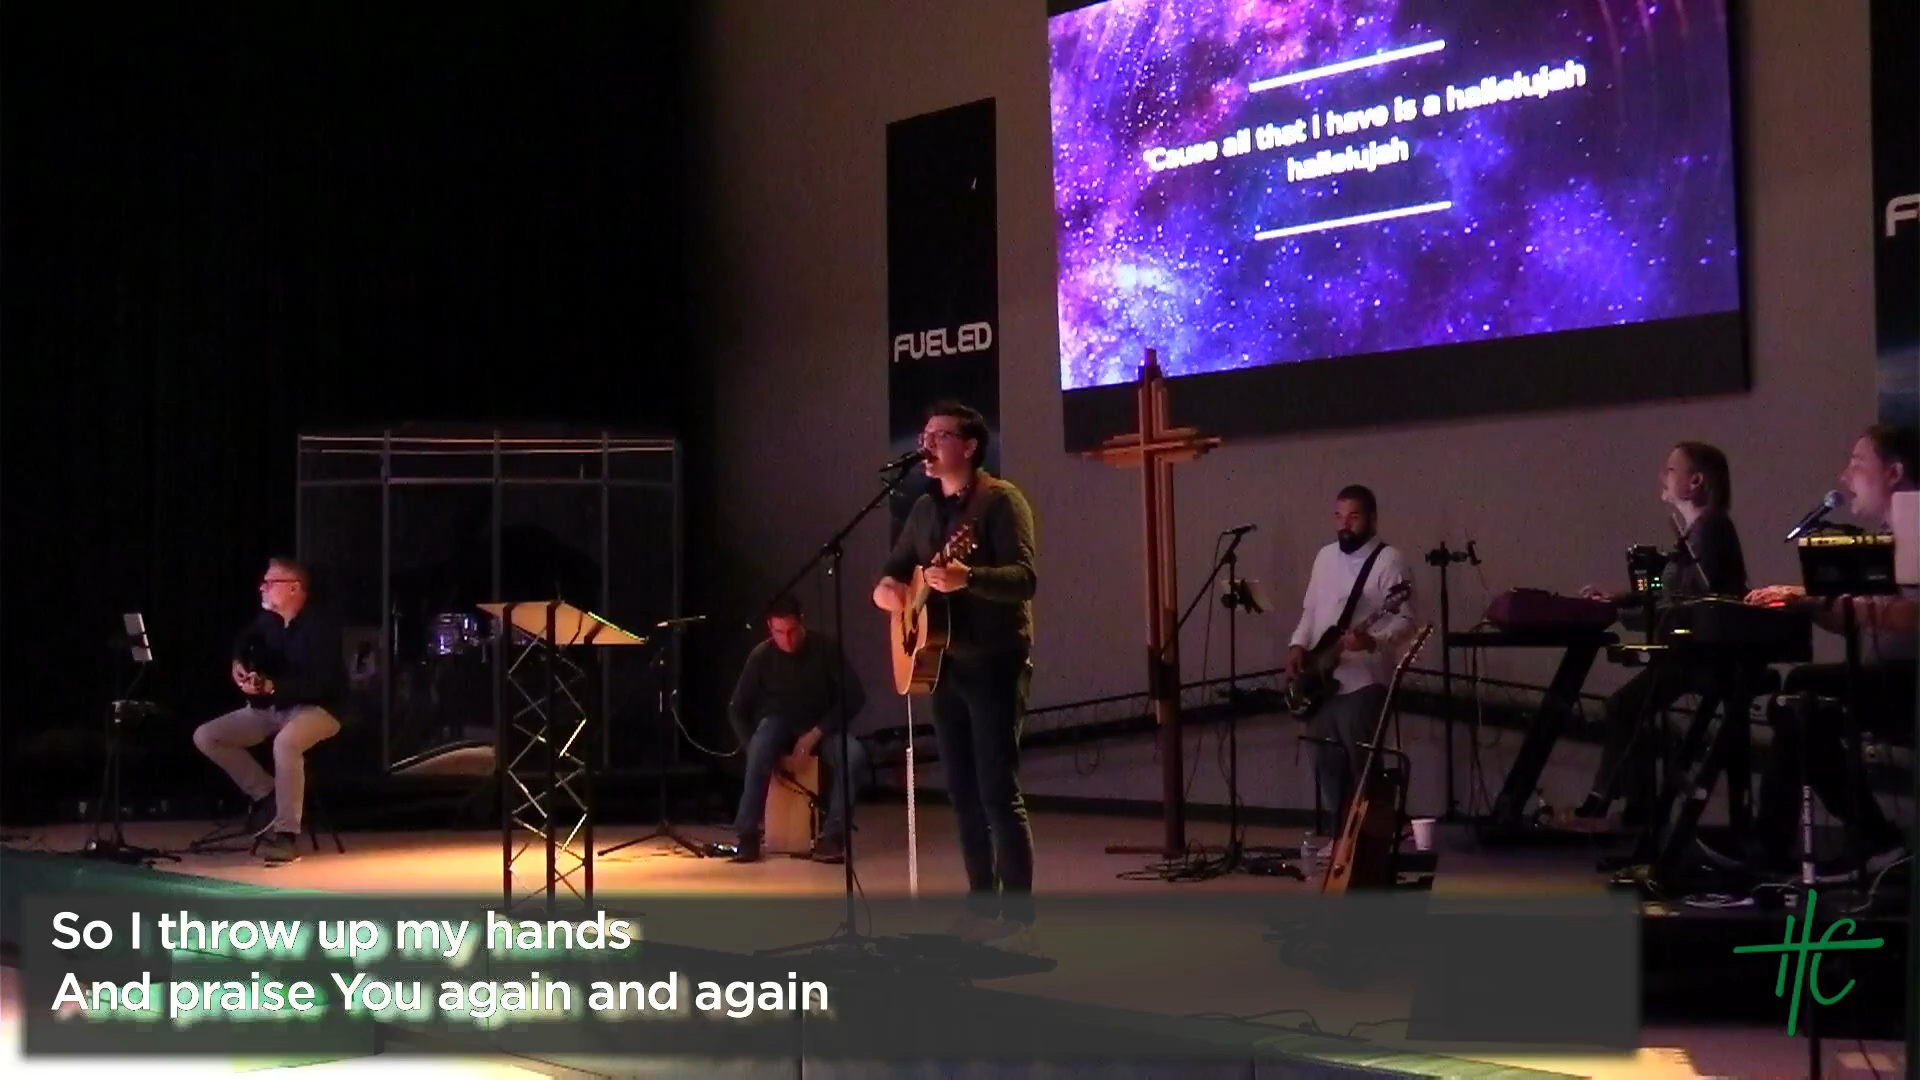 'Cause all that I have is a hallelujah
hallelujah
FUELED
F
So I throw up my hands
And praise You again and again
HC